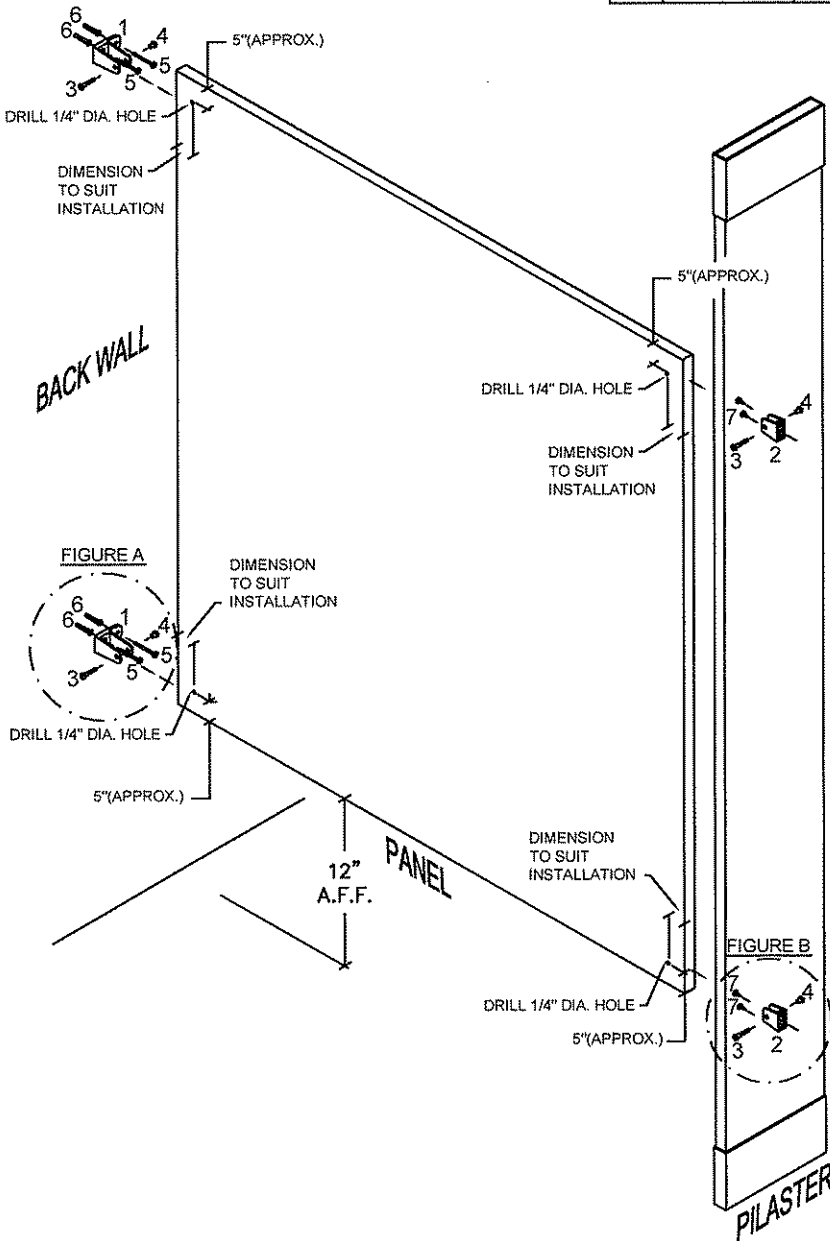 6
1
6
4
5
5
3
5"(APPROX.)
DRILL 1/4" DIA. HOLE
DIMENSION
TO SUIT
INSTALLATION
5"(APPROX.)
BACK WALL
DRILL 1/4" DIA. HOLE
4
7
3
2
DIMENSION
TO SUIT
INSTALLATION
FIGURE A
6
1
6
4
5
5
3
DIMENSION
TO SUIT
INSTALLATION
DRILL 1/4" DIA. HOLE
5"(APPROX.)
12"
A.F.F.
PANEL
DIMENSION
TO SUIT
INSTALLATION
FIGURE B
7
7
4
3
2
DRILL 1/4" DIA. HOLE
5"(APPROX.)
PILASTER